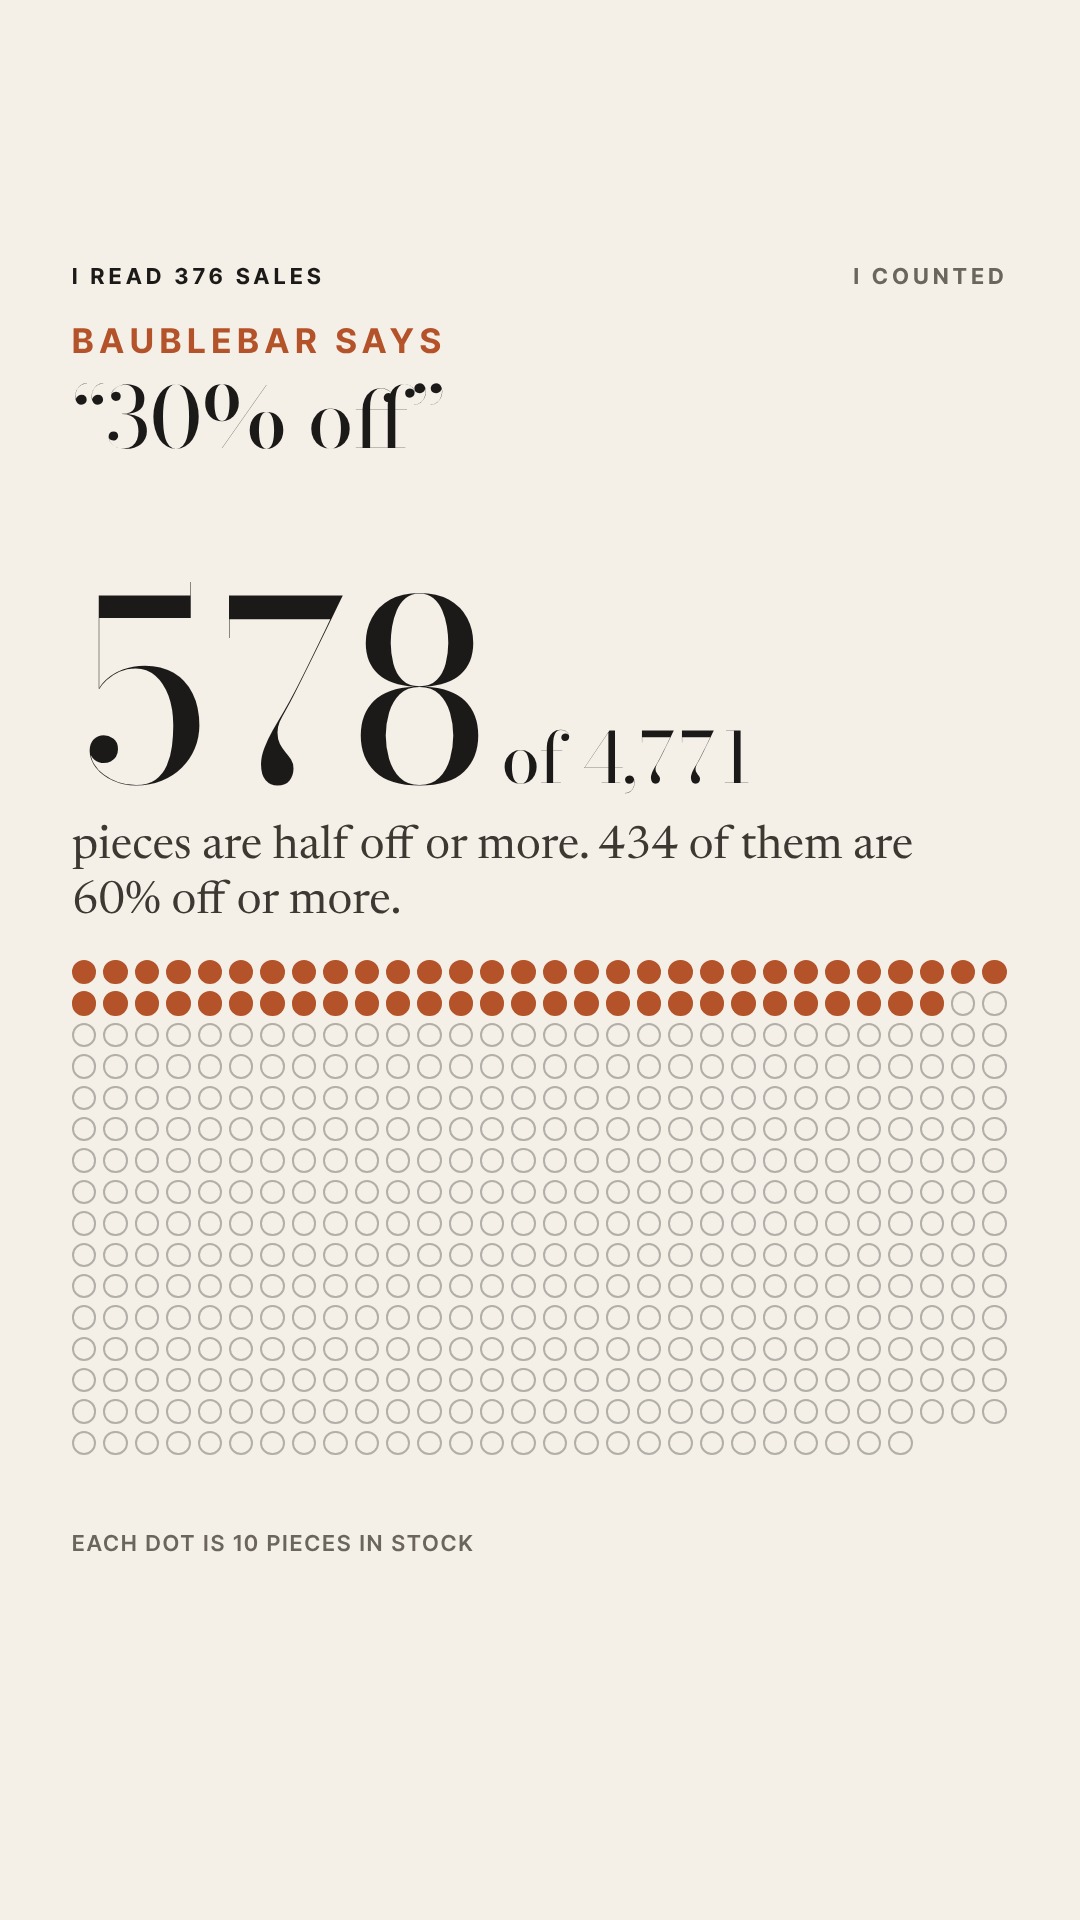 I READ 376 SALES
I COUNTED
BAUBLEBAR SAYS
“30% off”
578 of 4,771
pieces are half off or more. 434 of them are
60% off or more.
EACH DOT IS 10 PIECES IN STOCK